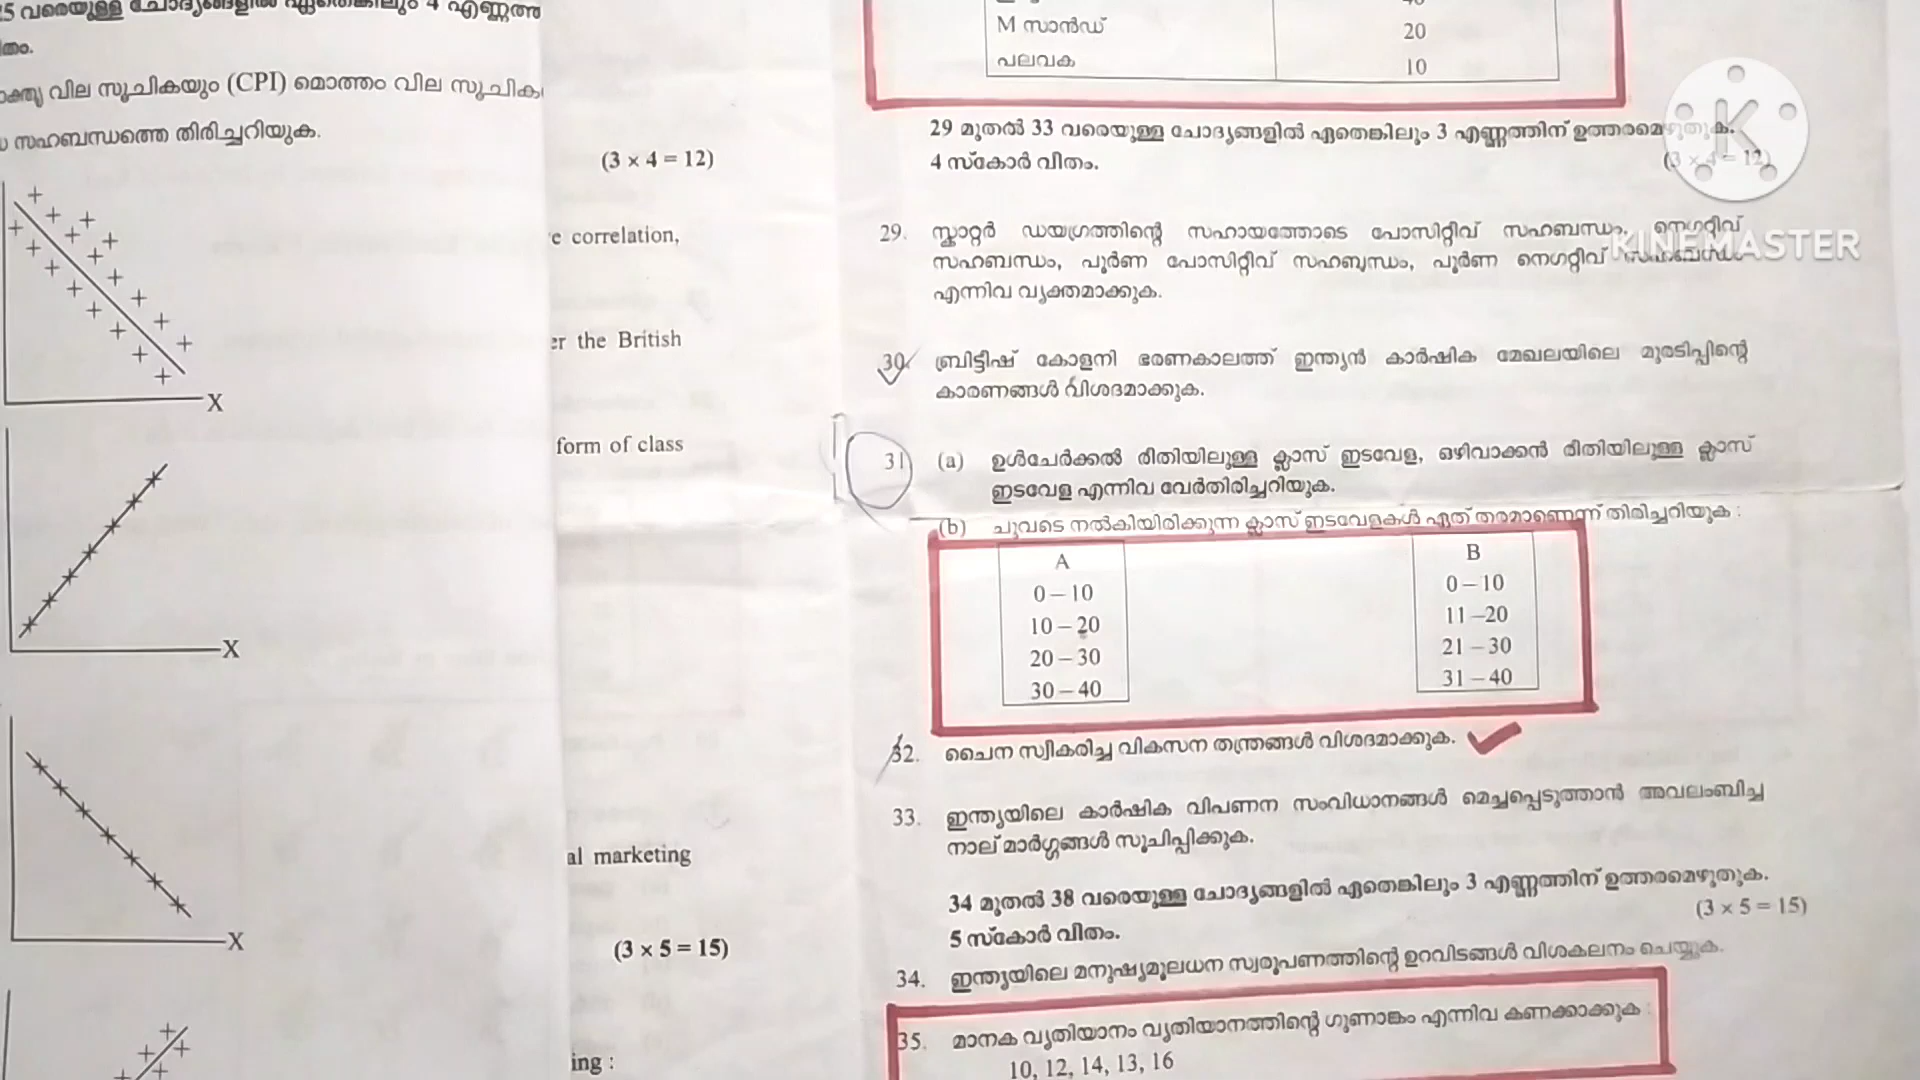 5 വരെയുള്ള ചോദ്യങ്ങളിൽ ഏതെങ്കിലും 4 എണ്ണത്തി
വില സൂചികയും (CPI) മൊത്തം വില
സഹബന്ധത്തെ തിരിച്ചറിയുക.
X
X
X
(3 × 4 = 12)
correlation,
the British
form of class
marketing
(3 × 5 = 15)
ing :
M സാൻഡ് 20
പലവക 10
29 മുതൽ 33 വരെയുള്ള ചോദ്യങ്ങളിൽ ഏതെങ്കിലും 3 എണ്ണത്തിന് ഉത്തരമെഴുതുക.
4 സ്കോർ വീതം. (3 × 4 = 12)
29. സ്കാറ്റർ ഡയഗ്രത്തിന്റെ സഹായത്തോടെ പോസിറ്റീവ് സഹബന്ധം, നെഗറ്റീവ്
സഹബന്ധം, പൂർണ പോസിറ്റീവ് സഹബന്ധം, പൂർണ നെഗറ്റീവ് സഹബന്ധം
എന്നിവ വ്യക്തമാക്കുക.
30. ബ്രിട്ടീഷ് കോളനി ഭരണകാലത്ത് ഇന്ത്യൻ കാർഷിക മേഖലയിലെ മുരടിപ്പിന്റെ
കാരണങ്ങൾ വിശദമാക്കുക.
31 (a) ഉൾചേർക്കൽ രീതിയിലുള്ള ക്ലാസ് ഇടവേള, ഒഴിവാക്കൻ രീതിയിലുള്ള ക്ലാസ്
ഇടവേള എന്നിവ വേർതിരിച്ചറിയുക.
(b) ചുവടെ നൽകിയിരിക്കുന്ന ക്ലാസ് ഇടവേളകൾ ഏത് തരമാണെന്ന് തിരിച്ചറിയുക :
A B
0 – 10 0 – 10
10 – 20 11 –20
20 – 30 21 – 30
30 – 40 31 – 40
32. ചൈന സ്വീകരിച്ച വികസന തന്ത്രങ്ങൾ വിശദമാക്കുക.
33. ഇന്ത്യയിലെ കാർഷിക വിപണന സംവിധാനങ്ങൾ മെച്ചപ്പെടുത്താൻ അവലംബിച്ച
നാല് മാർഗ്ഗങ്ങൾ സൂചിപ്പിക്കുക.
34 മുതൽ 38 വരെയുള്ള ചോദ്യങ്ങളിൽ ഏതെങ്കിലും 3 എണ്ണത്തിന് ഉത്തരമെഴുതുക.
5 സ്കോർ വീതം. (3 × 5 = 15)
34. ഇന്ത്യയിലെ മനുഷ്യമൂലധന സ്വരൂപണത്തിന്റെ ഉറവിടങ്ങൾ വിശകലനം ചെയ്യുക.
35. മാനക വ്യതിയാനം വ്യതിയാനത്തിന്റെ ഗുണാങ്കം എന്നിവ കണക്കാക്കുക :
10, 12, 14, 13, 16
K
KINEMASTER